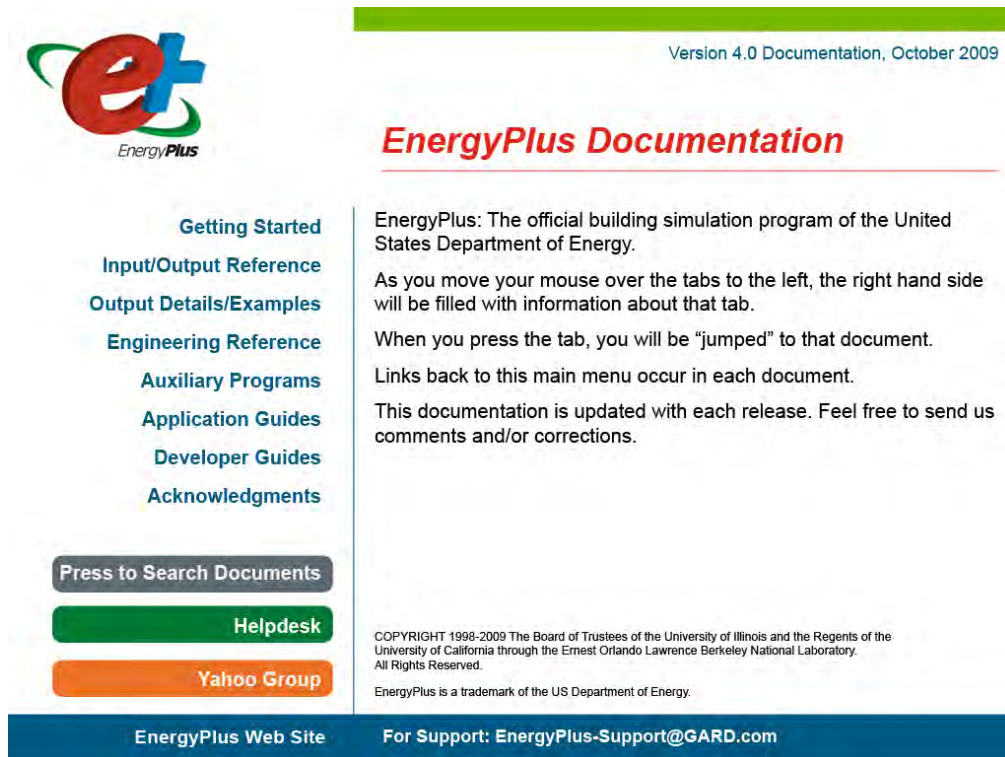 e+
EnergyPlus
Version 4.0 Documentation, October 2009
EnergyPlus Documentation
Getting Started
Input/Output Reference
Output Details/Examples
Engineering Reference
Auxiliary Programs
Application Guides
Developer Guides
Acknowledgments
Press to Search Documents
Helpdesk
Yahoo Group
EnergyPlus: The official building simulation program of the United
States Department of Energy.
As you move your mouse over the tabs to the left, the right hand side
will be filled with information about that tab.
When you press the tab, you will be “jumped” to that document.
Links back to this main menu occur in each document.
This documentation is updated with each release. Feel free to send us
comments and/or corrections.
COPYRIGHT 1998-2009 The Board of Trustees of the University of Illinois and the Regents of the
University of California through the Ernest Orlando Lawrence Berkeley National Laboratory.
All Rights Reserved.
EnergyPlus is a trademark of the US Department of Energy.
EnergyPlus Web Site
For Support: EnergyPlus-Support@GARD.com